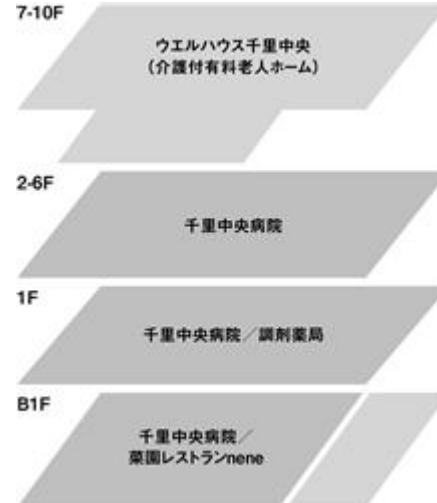 7-10F
ウエルハウス千里中央
(介護付有料老人ホーム)
2-6F
千里中央病院
1F
千里中央病院／調剤薬局
B1F
千里中央病院／
菜園レストランnene